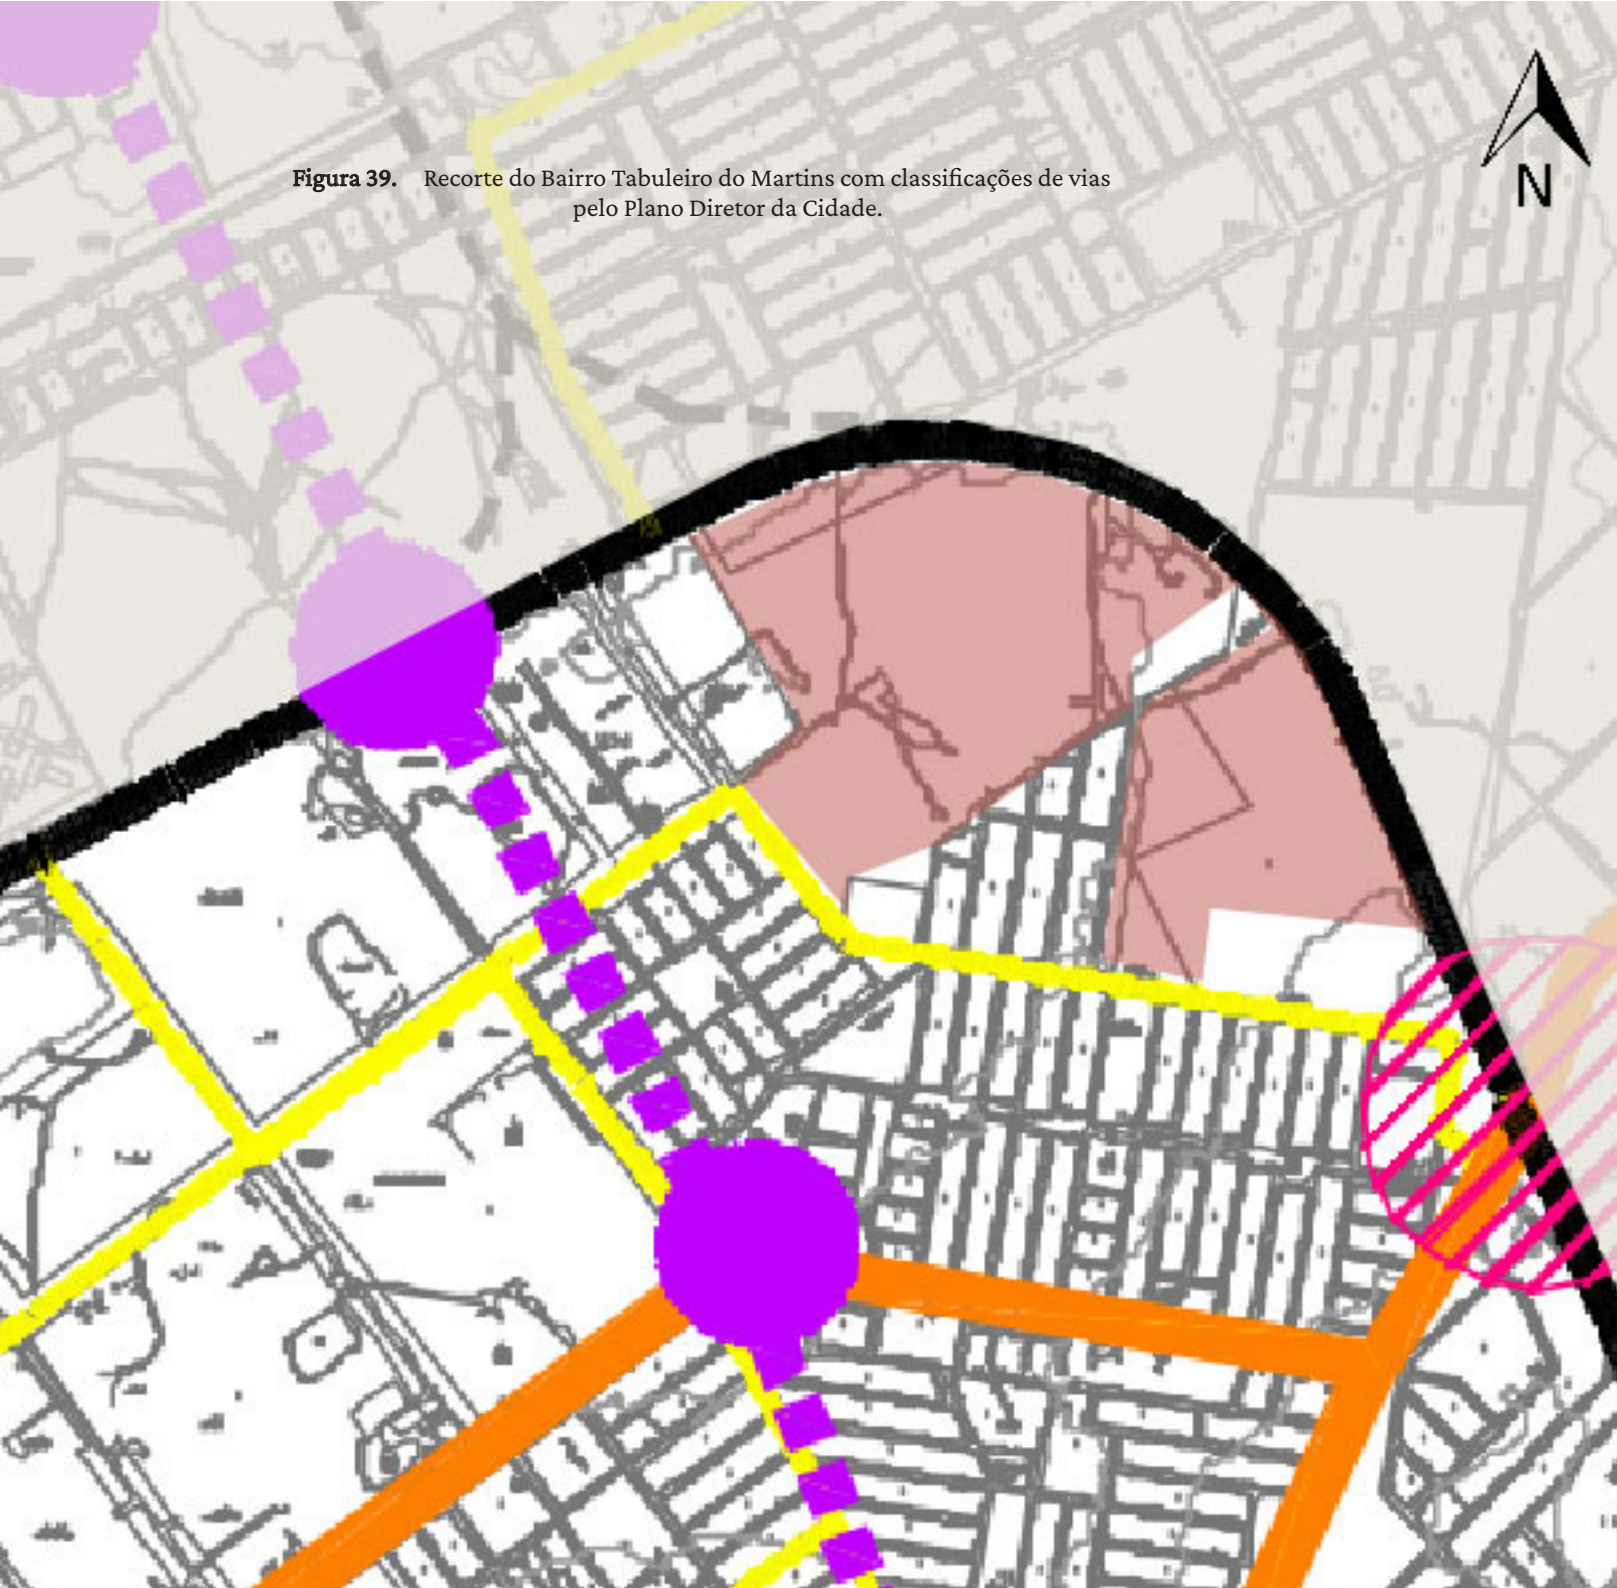 Figura 39. Recorte do Bairro Tabuleiro do Martins com classificações de vias
pelo Plano Diretor da Cidade.
N